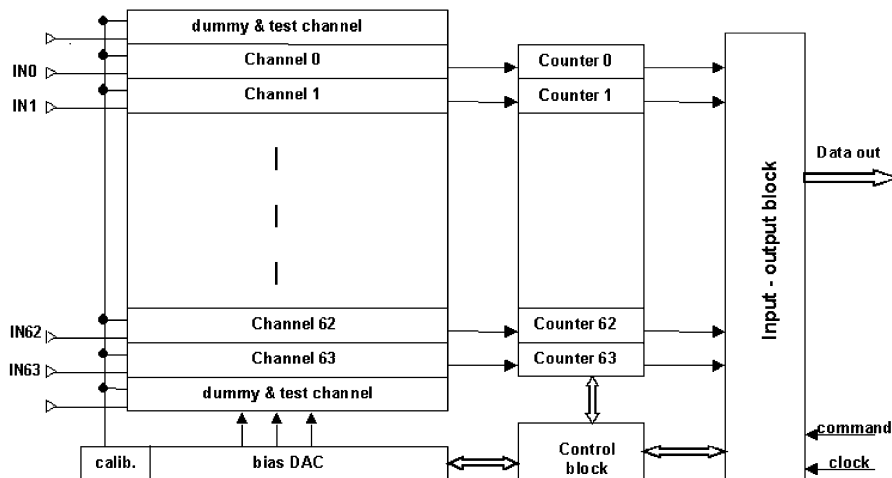 dummy & test channel
IN0
Channel 0
Counter 0
IN1
Channel 1
Counter 1
Data out
Input - output block
IN62
Channel 62
Counter 62
IN63
Channel 63
Counter 63
dummy & test channel
command
calib.
bias DAC
Control
block
clock